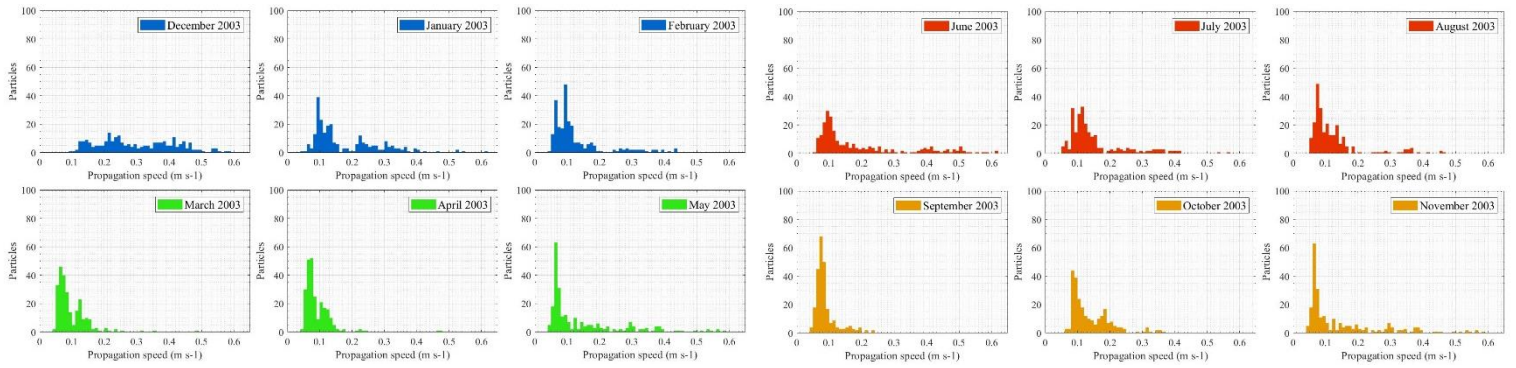 100
80
60
40
20
0
Particles
December 2003
0 0.1 0.2 0.3 0.4 0.5 0.6
Propagation speed (m s-1)
100
80
60
40
20
0
Particles
January 2003
0 0.1 0.2 0.3 0.4 0.5 0.6
Propagation speed (m s-1)
100
80
60
40
20
0
Particles
February 2003
0 0.1 0.2 0.3 0.4 0.5 0.6
Propagation speed (m s-1)
100
80
60
40
20
0
Particles
June 2003
0 0.1 0.2 0.3 0.4 0.5 0.6
Propagation speed (m s-1)
100
80
60
40
20
0
Particles
July 2003
0 0.1 0.2 0.3 0.4 0.5 0.6
Propagation speed (m s-1)
100
80
60
40
20
0
Particles
August 2003
0 0.1 0.2 0.3 0.4 0.5 0.6
Propagation speed (m s-1)
100
80
60
40
20
0
Particles
March 2003
0 0.1 0.2 0.3 0.4 0.5 0.6
Propagation speed (m s-1)
100
80
60
40
20
0
Particles
April 2003
0 0.1 0.2 0.3 0.4 0.5 0.6
Propagation speed (m s-1)
100
80
60
40
20
0
Particles
May 2003
0 0.1 0.2 0.3 0.4 0.5 0.6
Propagation speed (m s-1)
100
80
60
40
20
0
Particles
September 2003
0 0.1 0.2 0.3 0.4 0.5 0.6
Propagation speed (m s-1)
100
80
60
40
20
0
Particles
October 2003
0 0.1 0.2 0.3 0.4 0.5 0.6
Propagation speed (m s-1)
100
80
60
40
20
0
Particles
November 2003
0 0.1 0.2 0.3 0.4 0.5 0.6
Propagation speed (m s-1)